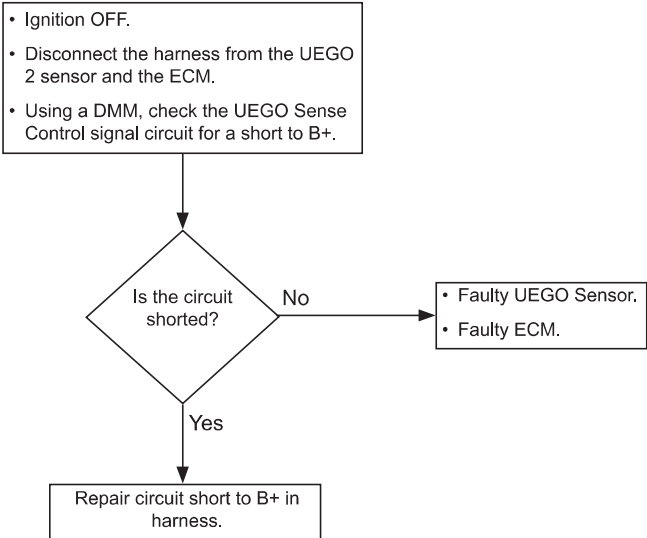 • Ignition OFF.
• Disconnect the harness from the UEGO
2 sensor and the ECM.
• Using a DMM, check the UEGO Sense
Control signal circuit for a short to B+.
Is the circuit
shorted?
No
• Faulty UEGO Sensor.
• Faulty ECM.
Yes
Repair circuit short to B+ in
harness.